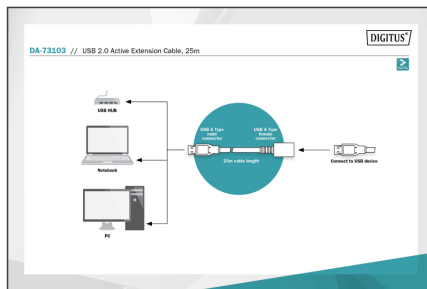 DIGITUS®
DA-73103 // USB 2.0 Active Extension Cable, 25m
USB HUB
USB A Type
male
connector
USB A Type
female
connector
Notebook
25m cable length
Connect to USB device
PC